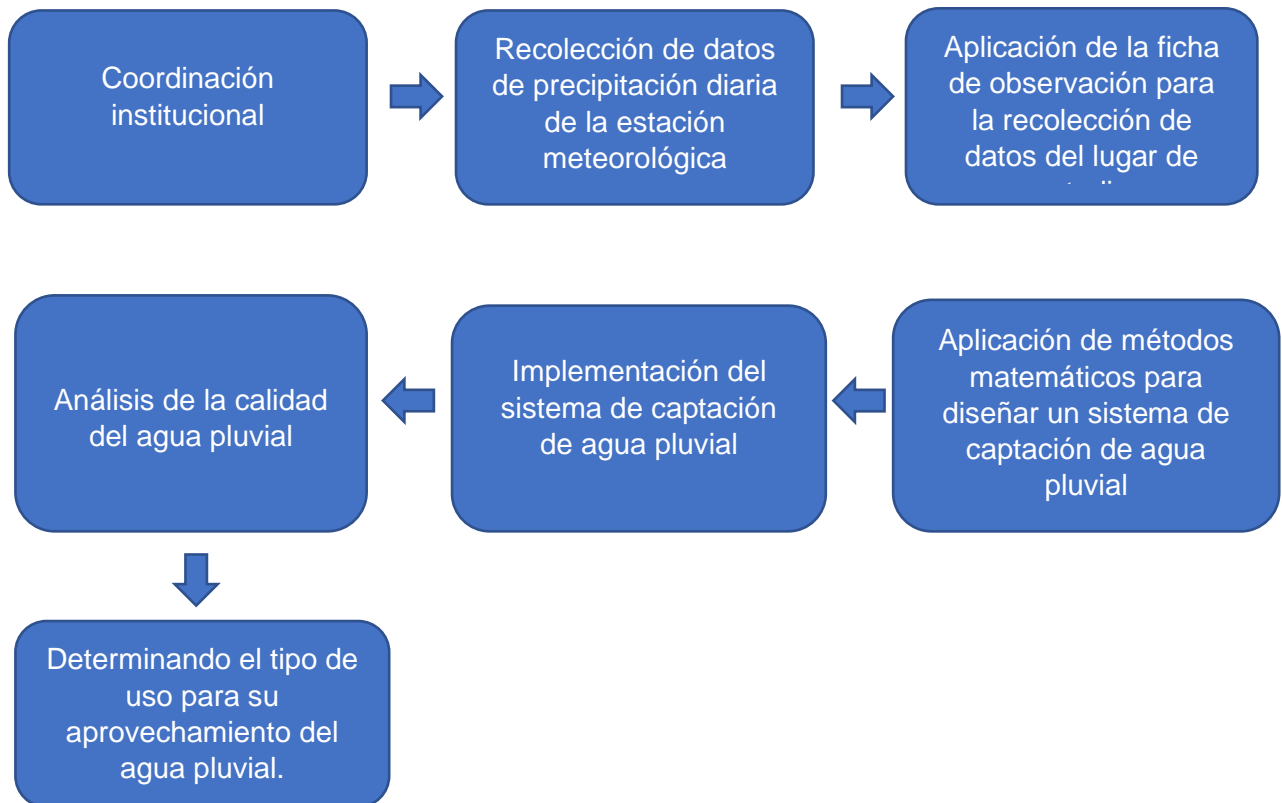 Coordinación
institucional
Recolección de datos
de precipitación diaria
de la estación
meteorológica
Aplicación de la ficha
de observación para
la recolección de
datos del lugar de
Aplicación de métodos
matemáticos para
diseñar un sistema de
captación de agua
pluvial
Implementación del
sistema de captación
de agua pluvial
Análisis de la calidad
del agua pluvial
Determinando el tipo de
uso para su
aprovechamiento del
agua pluvial.